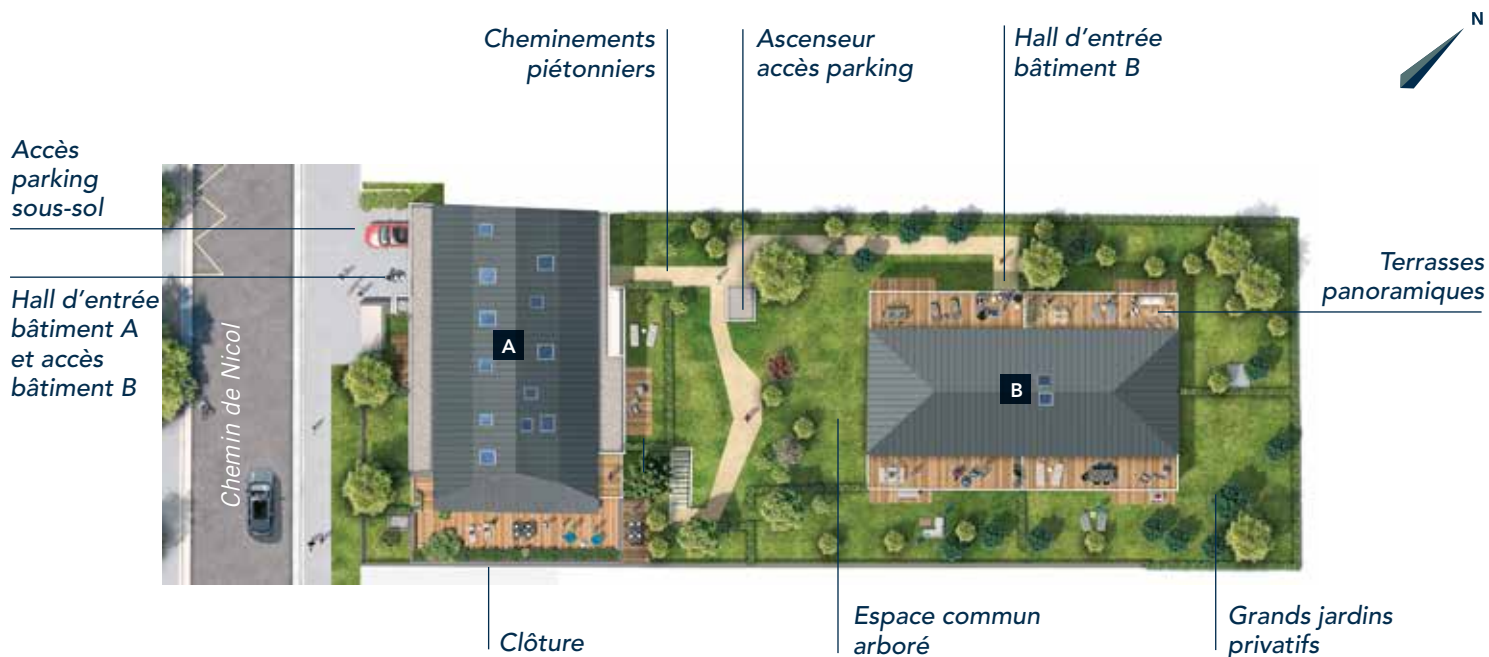 N
Cheminements
piétonniers
Ascenseur
accès parking
Hall d'entrée
bâtiment B
Accès
parking
sous-sol
Hall d'entrée
bâtiment A
et accès
bâtiment B
Terrasses
panoramiques
Chemin de Nicol
A
B
Clôture
Espace commun
arboré
Grands jardins
privatifs